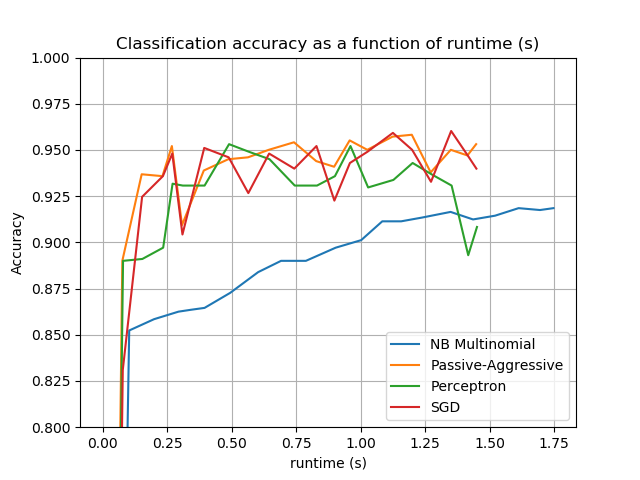 Classification accuracy as a function of runtime (s)
1.000
0.975
0.950
0.925
0.900
0.875
0.850
0.825
0.800
Accuracy
0.00 0.25 0.50 0.75 1.00 1.25 1.50 1.75
runtime (s)
NB Multinomial
Passive-Aggressive
Perceptron
SGD